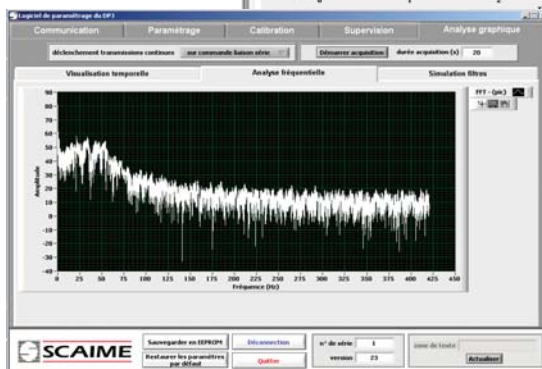 Logiciel de paramétrage du DP3
Communication Paramétrage Calibration Supervision Analyse graphique
déclenchement transmissions continues sur commande liaison série Démarrer acquisition durée acquisition (s) 20
Visualisation temporelle Analyse fréquentielle Simulation filtres
FFT - (pic)
Amplitude
90
80
70
60
50
40
30
20
10
0
-10
-20
-30
-40
0 25 50 75 100 125 150 175 200 225 250 275 300 325 350 375 400 425 450
Fréquence (Hz)
SCAIME
Sauvegarder en EEPROM Déconnection n° de série 1 zone de texte
Restaurer les paramètres par défaut Quitter version 23 Actualiser